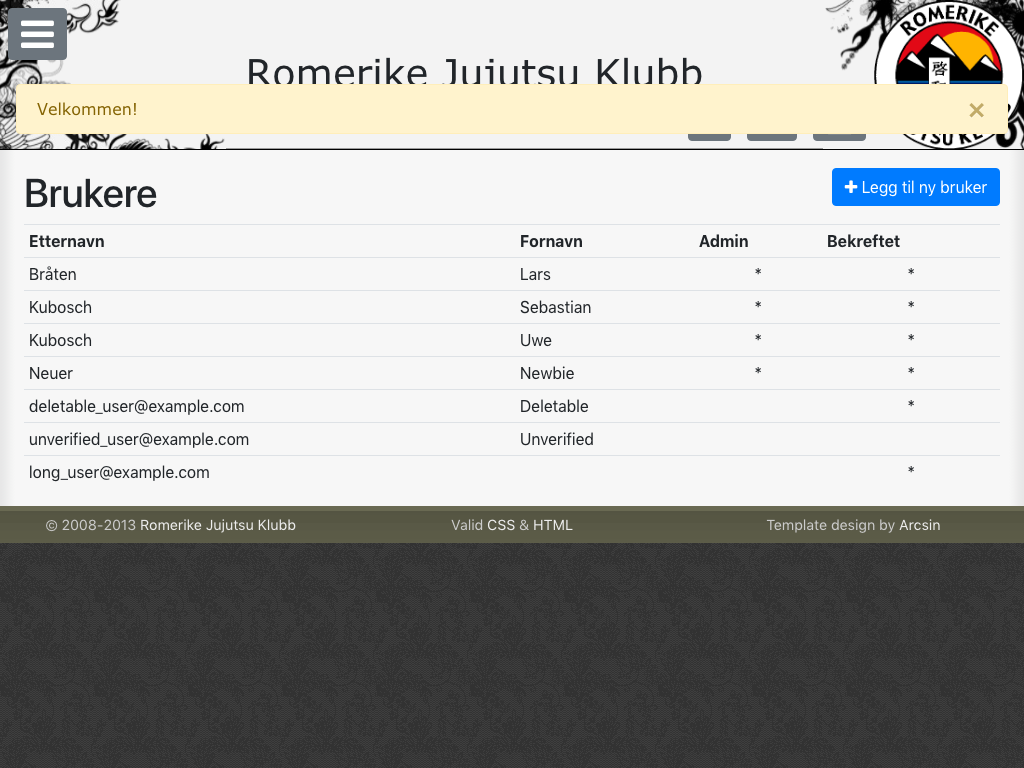 Romerike Jujutsu Klubb
ROMERIKE
啓
Velkommen!
×
Brukere
Legg til ny bruker
Etternavn Fornavn Admin Bekreftet
Bråten Lars * *
Kubosch Sebastian * *
Kubosch Uwe * *
Neuer Newbie * *
deletable_user@example.com Deletable *
unverified_user@example.com Unverified
long_user@example.com *
© 2008-2013 Romerike Jujutsu Klubb Valid CSS & HTML Template design by Arcsin